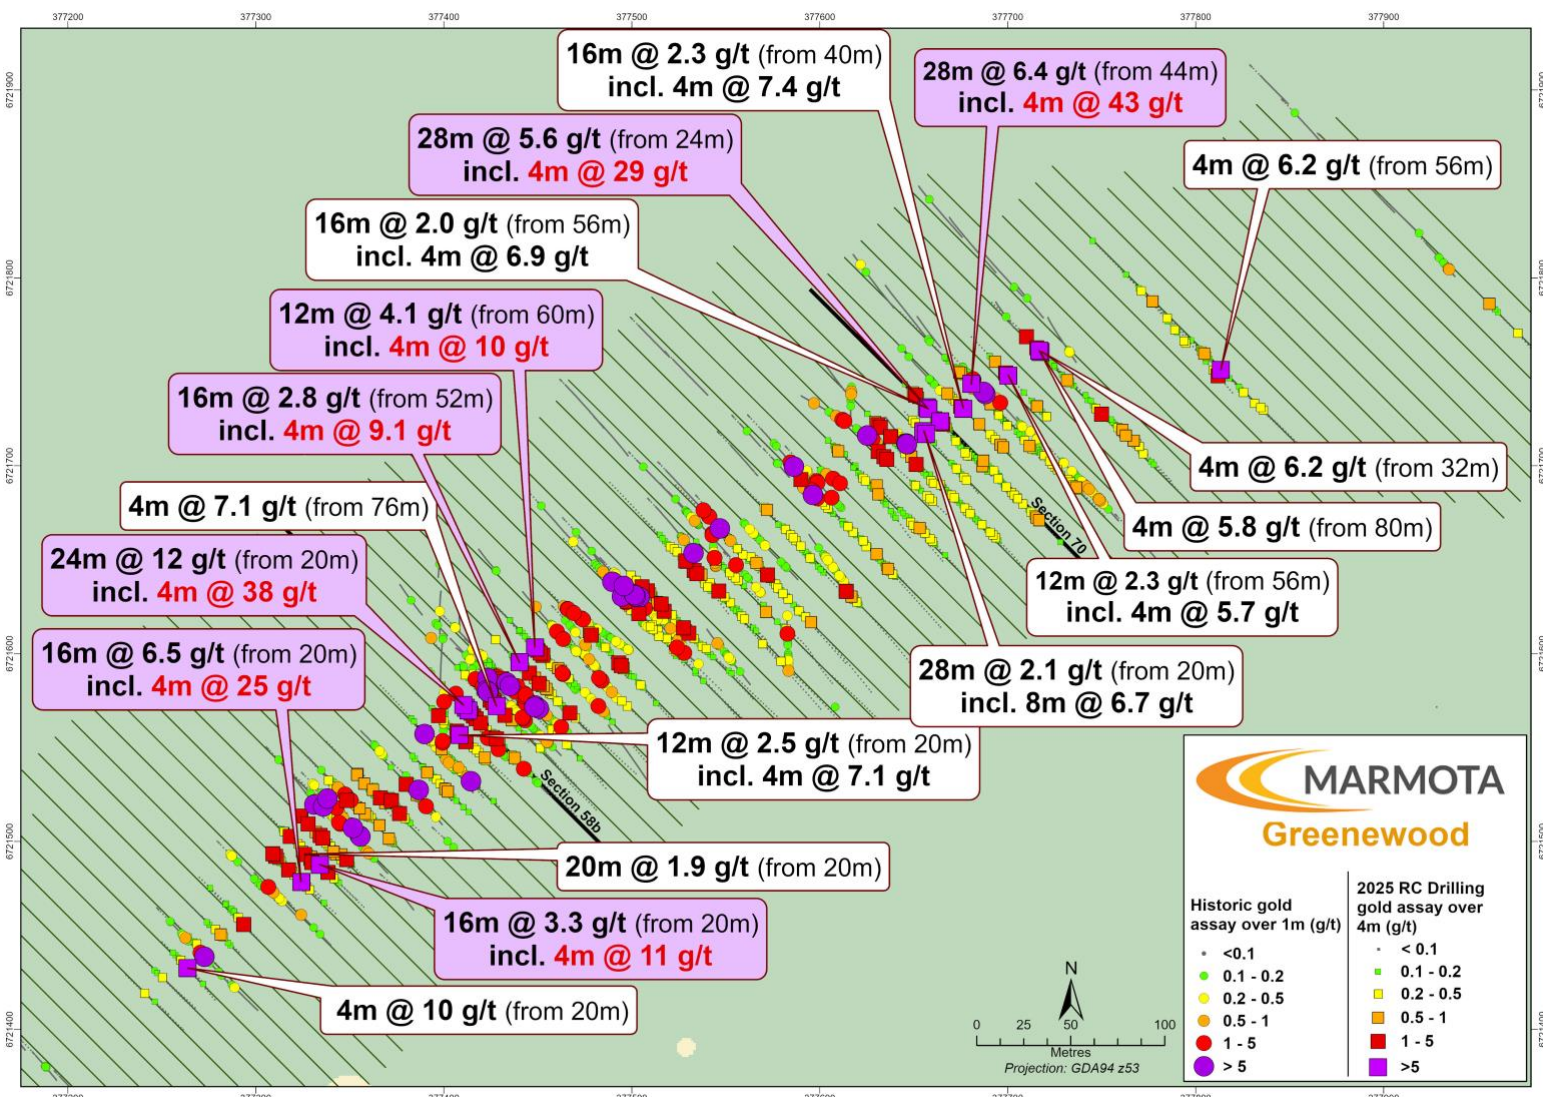 377200 377300 377400 377500 377600 377700 377800 377900
6721900
6721800
6721700
6721600
6721500
6721400
16m @ 2.3 g/t (from 40m)
incl. 4m @ 7.4 g/t
28m @ 6.4 g/t (from 44m)
incl. 4m @ 43 g/t
28m @ 5.6 g/t (from 24m)
incl. 4m @ 29 g/t
4m @ 6.2 g/t (from 56m)
16m @ 2.0 g/t (from 56m)
incl. 4m @ 6.9 g/t
12m @ 4.1 g/t (from 60m)
incl. 4m @ 10 g/t
16m @ 2.8 g/t (from 52m)
incl. 4m @ 9.1 g/t
4m @ 7.1 g/t (from 76m)
24m @ 12 g/t (from 20m)
incl. 4m @ 38 g/t
16m @ 6.5 g/t (from 20m)
incl. 4m @ 25 g/t
4m @ 6.2 g/t (from 32m)
4m @ 5.8 g/t (from 80m)
Section 70
12m @ 2.3 g/t (from 56m)
incl. 4m @ 5.7 g/t
28m @ 2.1 g/t (from 20m)
incl. 8m @ 6.7 g/t
12m @ 2.5 g/t (from 20m)
incl. 4m @ 7.1 g/t
Section 58b
20m @ 1.9 g/t (from 20m)
16m @ 3.3 g/t (from 20m)
incl. 4m @ 11 g/t
4m @ 10 g/t (from 20m)
MARMOTA
Greenewood
Historic gold
assay over 1m (g/t)
<0.1
0.1 - 0.2
0.2 - 0.5
0.5 - 1
1 - 5
> 5
2025 RC Drilling
gold assay over
4m (g/t)
< 0.1
0.1 - 0.2
0.2 - 0.5
0.5 - 1
1 - 5
>5
N
0 25 50 100
Metres
Projection: GDA94 z53